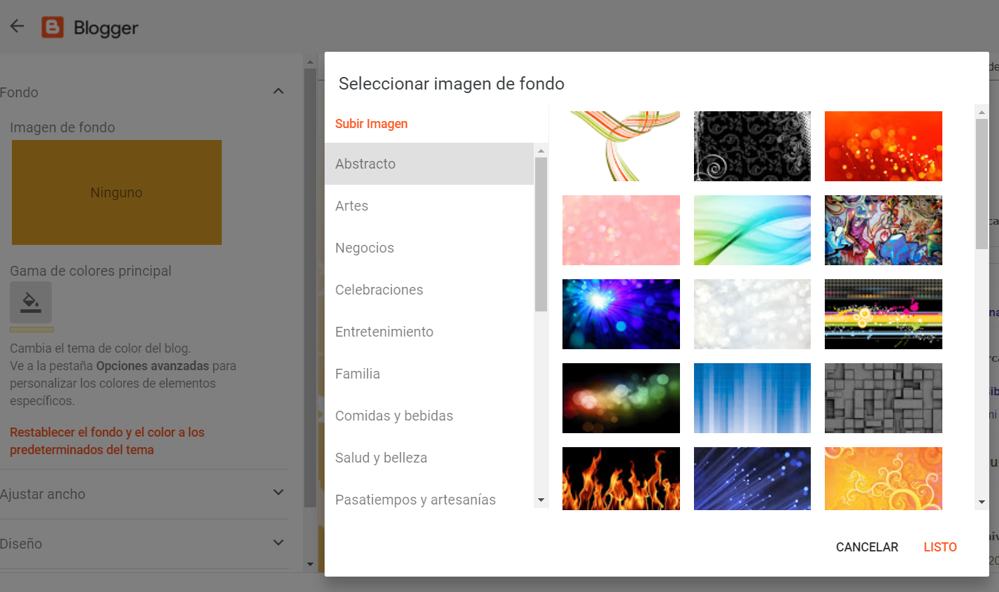 Blogger
Fondo
Imagen de fondo
Ninguno
Gama de colores principal
Cambia el tema de color del blog.
Ve a la pestaña Opciones avanzadas para
personalizar los colores de elementos
específicos.
Restablecer el fondo y el color a los
predeterminados del tema
Ajustar ancho
Diseño
Seleccionar imagen de fondo
Subir Imagen
Abstracto
Artes
Negocios
Celebraciones
Entretenimiento
Familia
Comidas y bebidas
Salud y belleza
Pasatiempos y artesanías
CANCELAR
LISTO